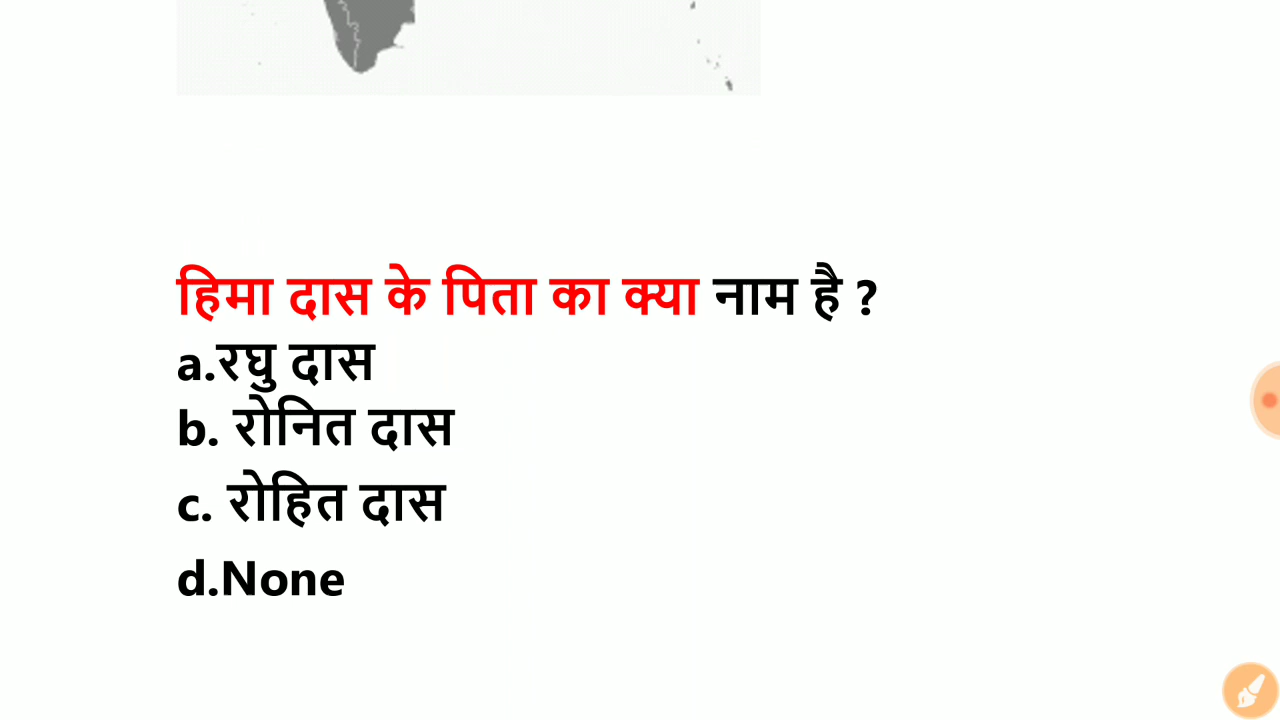 हिमा दास के पिता का क्या नाम है ?
a.रघु दास
b. रोनित दास
c. रोहित दास
d.None